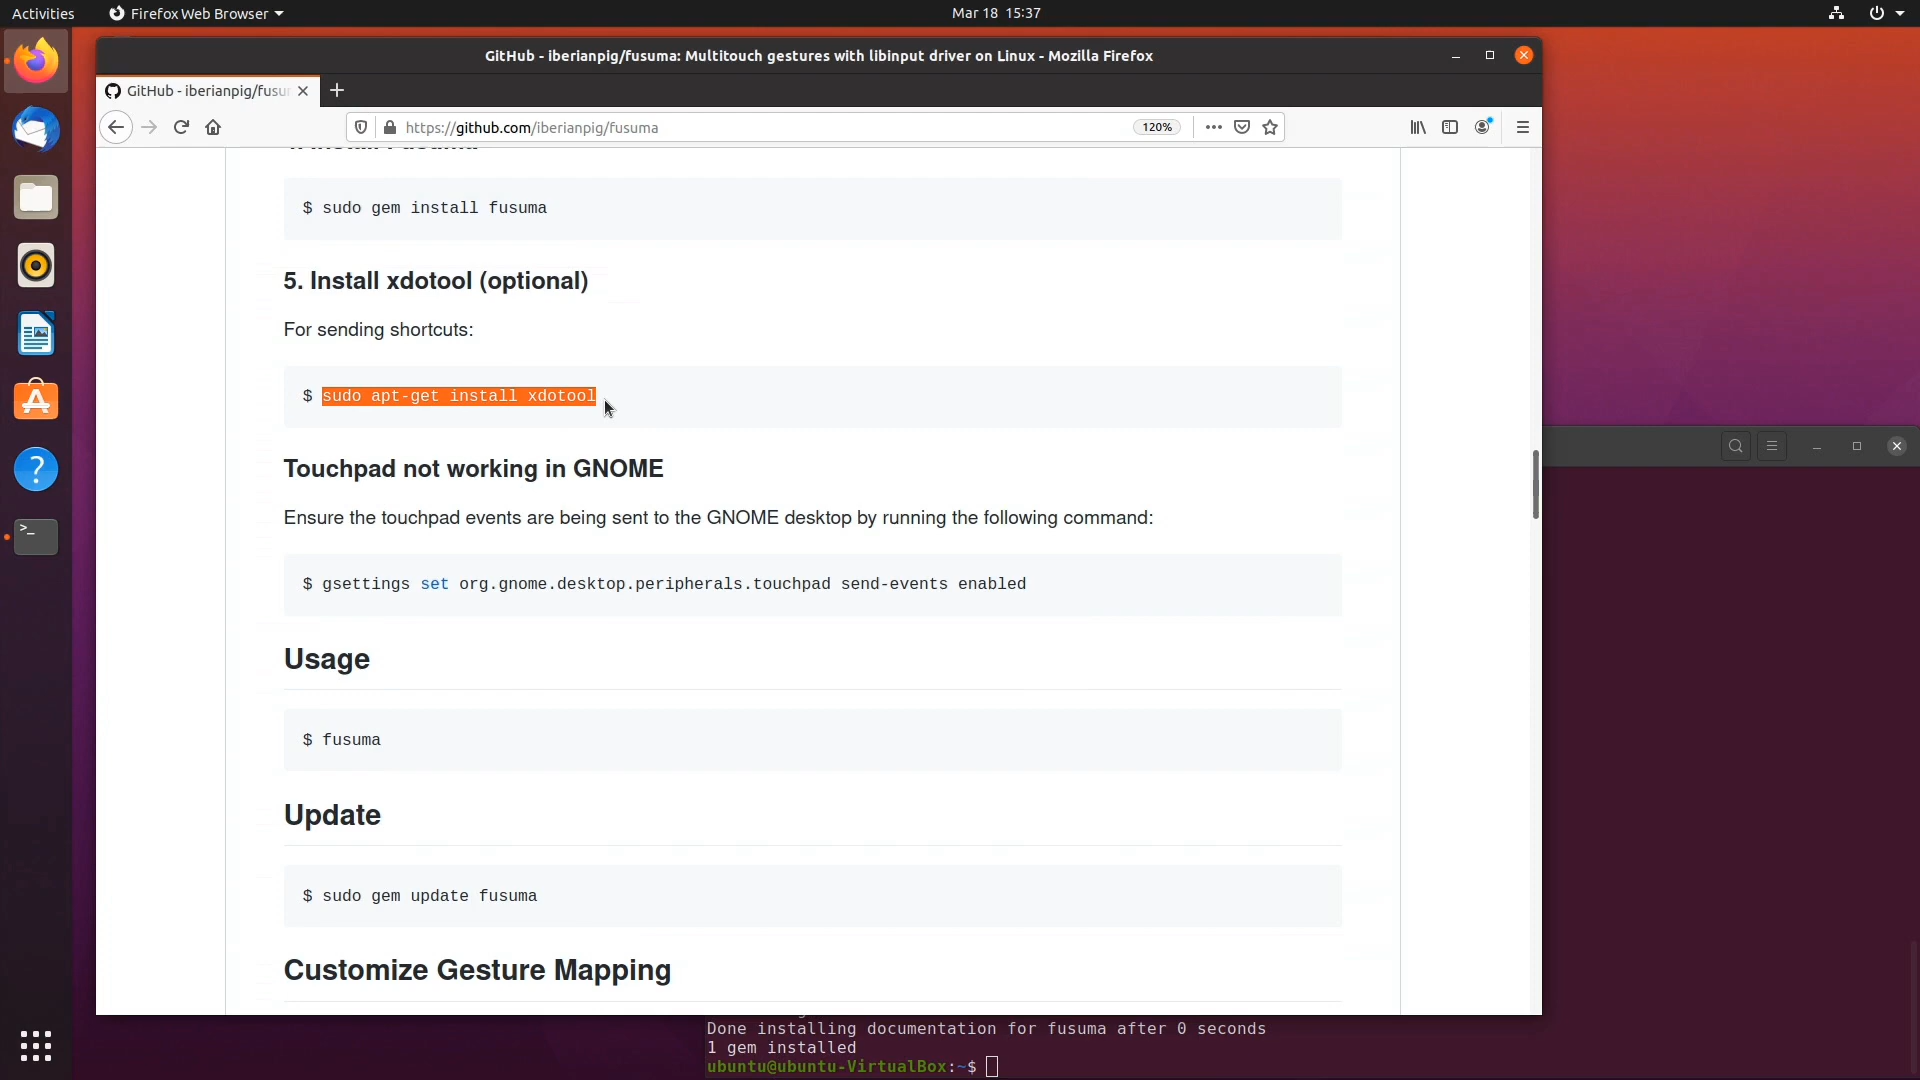 Activities
Firefox Web Browser
Mar 18 15:37
GitHub - iberianpig/fusuma: Multitouch gestures with libinput driver on Linux - Mozilla Firefox
GitHub - iberianpig/fusu
https://github.com/iberianpig/fusuma
120%
$ sudo gem install fusuma
5. Install xdotool (optional)
For sending shortcuts:
$ sudo apt-get install xdotool
Touchpad not working in GNOME
Ensure the touchpad events are being sent to the GNOME desktop by running the following command:
$ gsettings set org.gnome.desktop.peripherals.touchpad send-events enabled
Usage
$ fusuma
Update
$ sudo gem update fusuma
Customize Gesture Mapping
Done installing documentation for fusuma after 0 seconds
1 gem installed
ubuntu@ubuntu-VirtualBox:~$